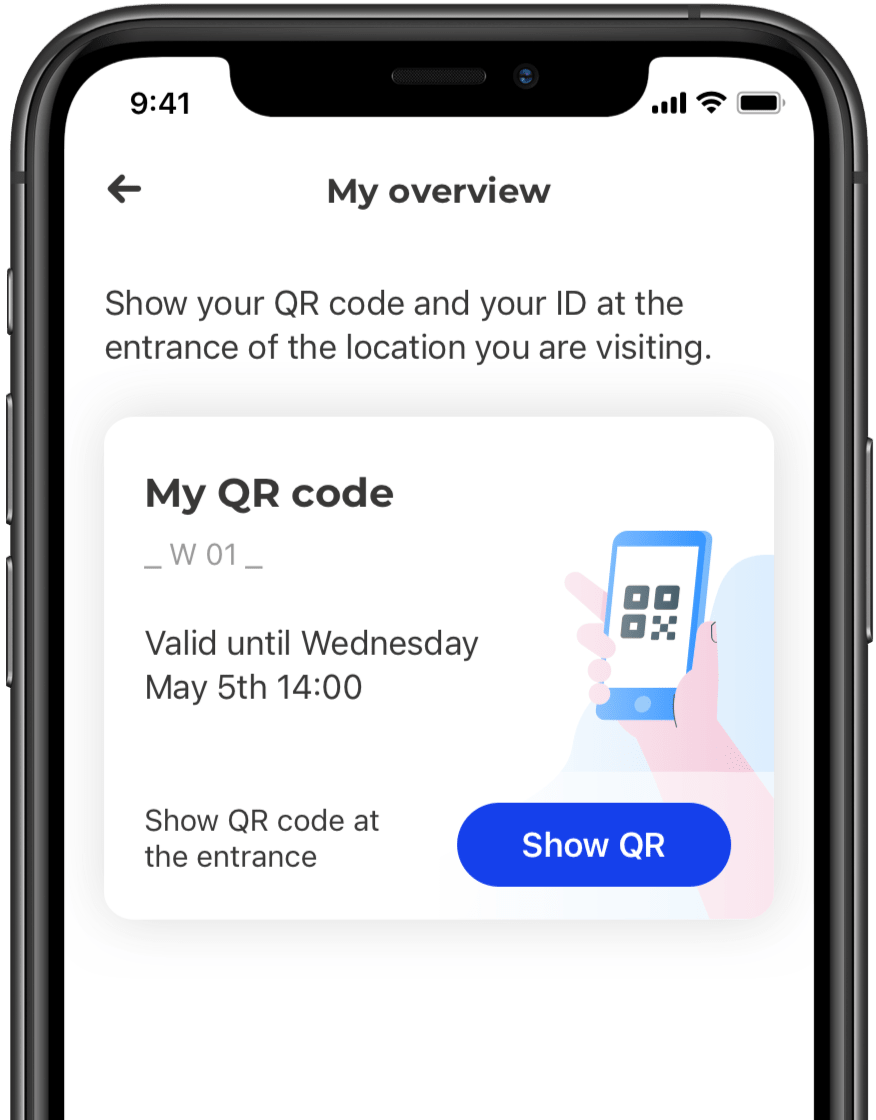 9:41
My overview
Show your QR code and your ID at the
entrance of the location you are visiting.
My QR code
_ W 01 _
Valid until Wednesday
May 5th 14:00
Show QR code at
the entrance
Show QR